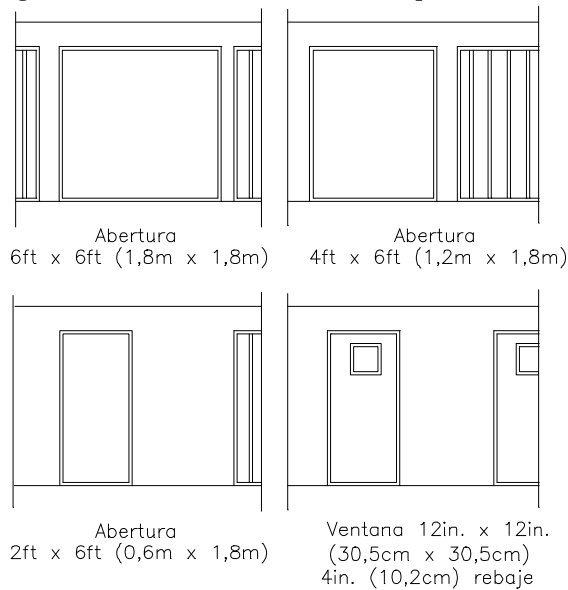 Abertura
6ft x 6ft (1,8m x 1,8m)
Abertura
4ft x 6ft (1,2m x 1,8m)
Abertura
2ft x 6ft (0,6m x 1,8m)
Ventana 12in. x 12in.
(30,5cm x 30,5cm)
4in. (10,2cm) rebaje